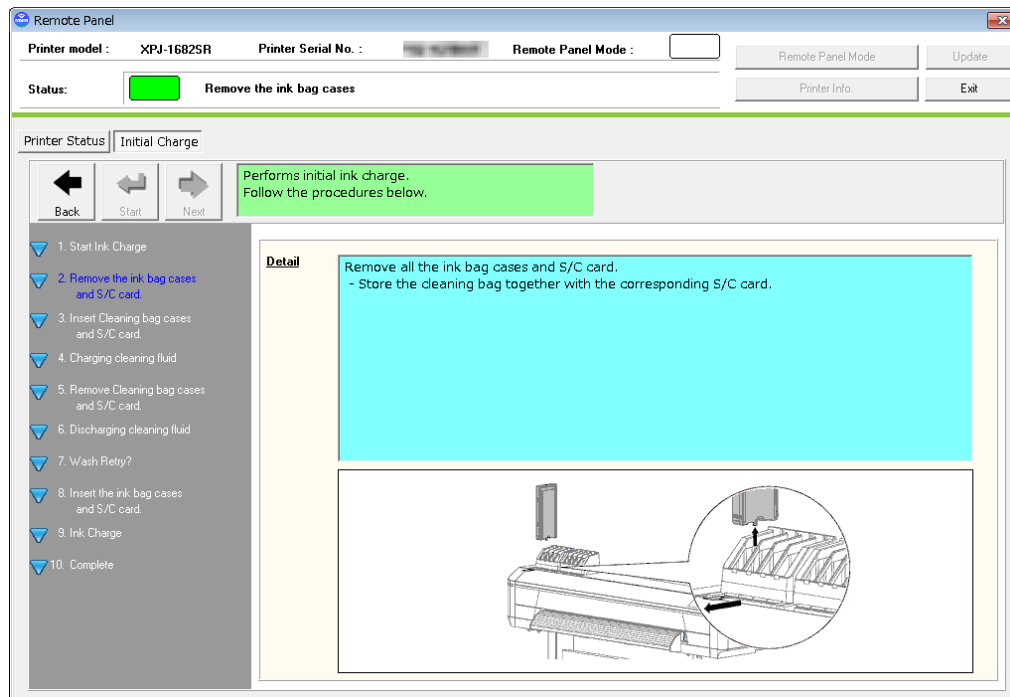 Remote Panel
Printer model : XPJ-1682SR Printer Serial No. : Remote Panel Mode :
Remote Panel Mode Update
Status: Remove the ink bag cases
Printer Info. Exit
Printer Status Initial Charge
Back Start Next
Performs initial ink charge.
Follow the procedures below.
1. Start Ink Charge
2. Remove the ink bag cases
and S/C card.
3. Insert Cleaning bag cases
and S/C card.
4. Charging cleaning fluid
5. Remove Cleaning bag cases
and S/C card.
6. Discharging cleaning fluid
7. Wash Retry?
8. Insert the ink bag cases
and S/C card.
9. Ink Charge
10. Complete
Detail
Remove all the ink bag cases and S/C card.
- Store the cleaning bag together with the corresponding S/C card.